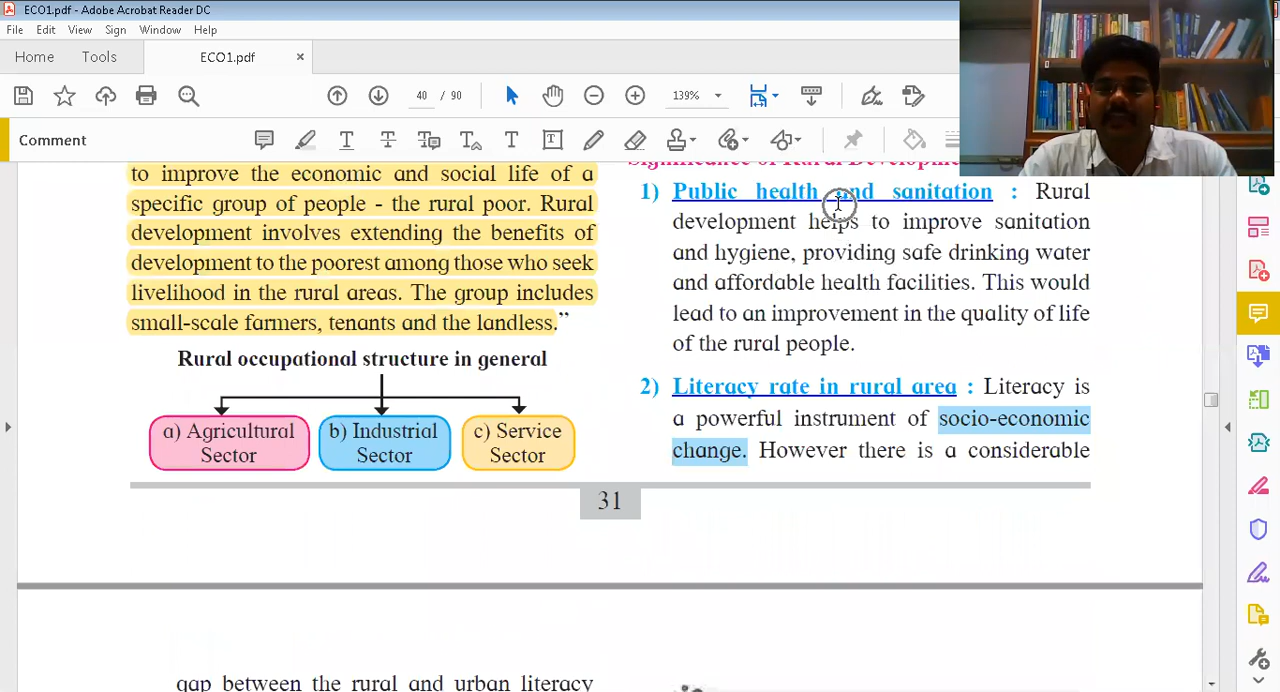 ECO1.pdf - Adobe Acrobat Reader DC
File Edit View Sign Window Help
Home Tools ECO1.pdf ×
40 / 90 139%
Comment
to improve the economic and social life of a
specific group of people - the rural poor. Rural
development involves extending the benefits of
development to the poorest among those who seek
livelihood in the rural areas. The group includes
small-scale farmers, tenants and the landless.”
Rural occupational structure in general
a) Agricultural
Sector
b) Industrial
Sector
c) Service
Sector
Significance of Rural
1) Public health and sanitation : Rural
development helps to improve sanitation
and hygiene, providing safe drinking water
and affordable health facilities. This would
lead to an improvement in the quality of life
of the rural people.
2) Literacy rate in rural area : Literacy is
a powerful instrument of socio-economic
change. However there is a considerable
31
gap between the rural and urban literacy